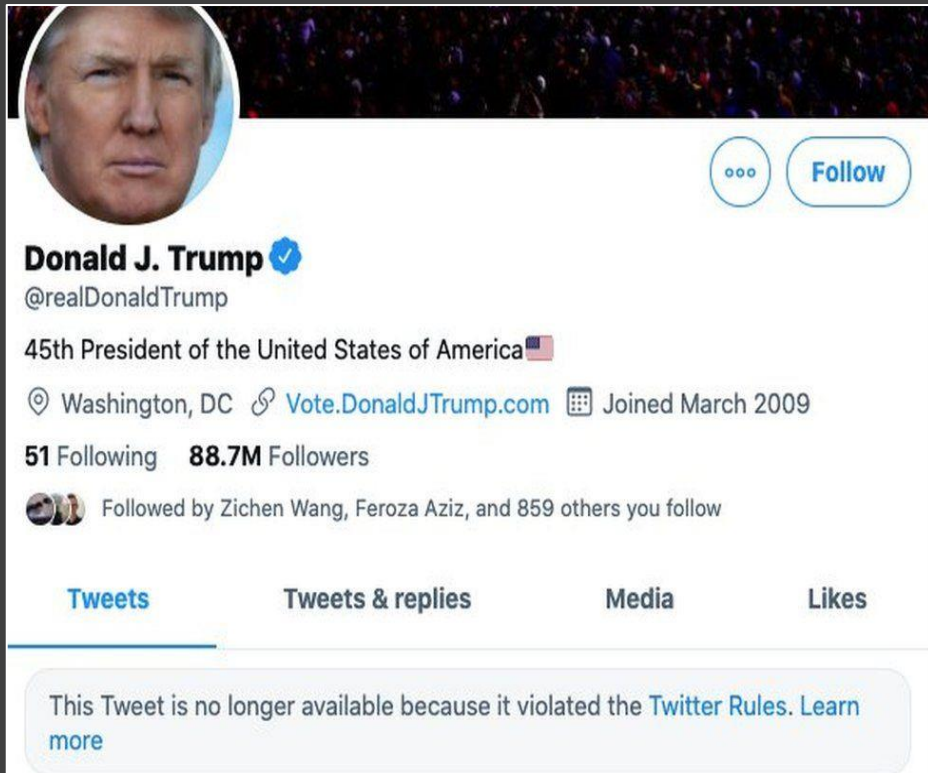 Follow
Donald J. Trump
@realDonaldTrump
45th President of the United States of America🇺🇸
Washington, DC Vote.DonaldJTrump.com Joined March 2009
51 Following 88.7M Followers
Followed by Zichen Wang, Feroza Aziz, and 859 others you follow
Tweets Tweets & replies Media Likes
This Tweet is no longer available because it violated the Twitter Rules. Learn
more